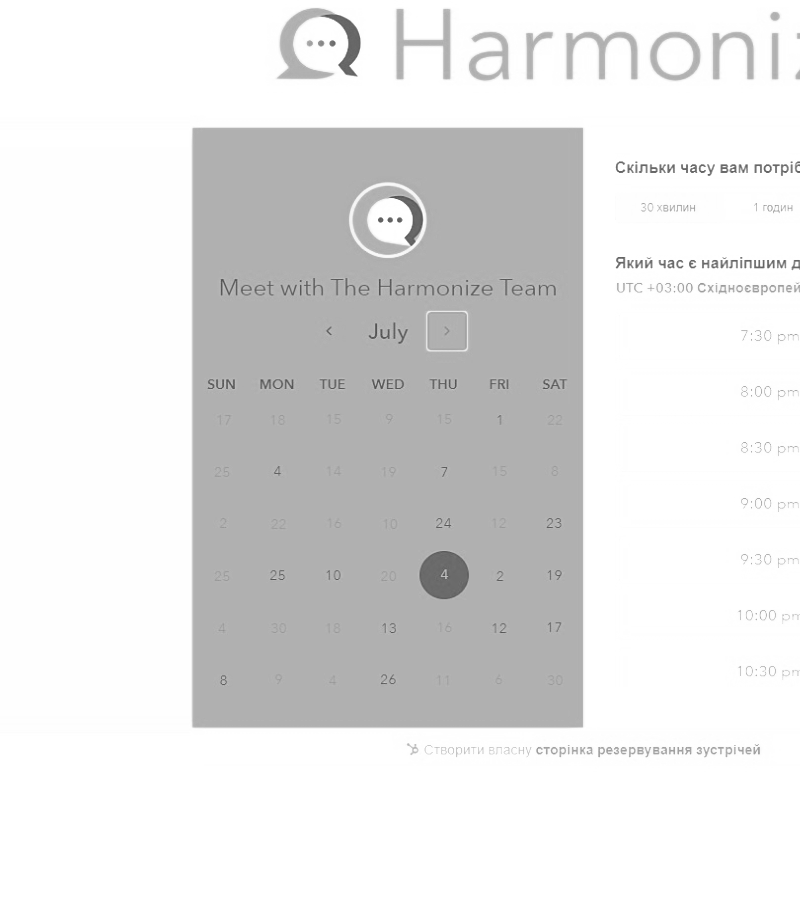 Harmoniz
Скільки часу вам потріб
30 хвилин 1 годин
Який час є найліпшим д
UTC +03:00 Східноєвропей
Meet with The Harmonize Team
July
SUN MON TUE WED THU FRI SAT
17 18 15 9 15 1 22
25 4 14 19 7 15 8
2 22 16 10 24 12 23
25 25 10 20 4 2 19
4 30 18 13 16 12 17
8 9 4 26 11 6 30
7:30 pm
8:00 pm
8:30 pm
9:00 pm
9:30 pm
10:00 pm
10:30 pm
Створити власну сторінка резервування зустрічей